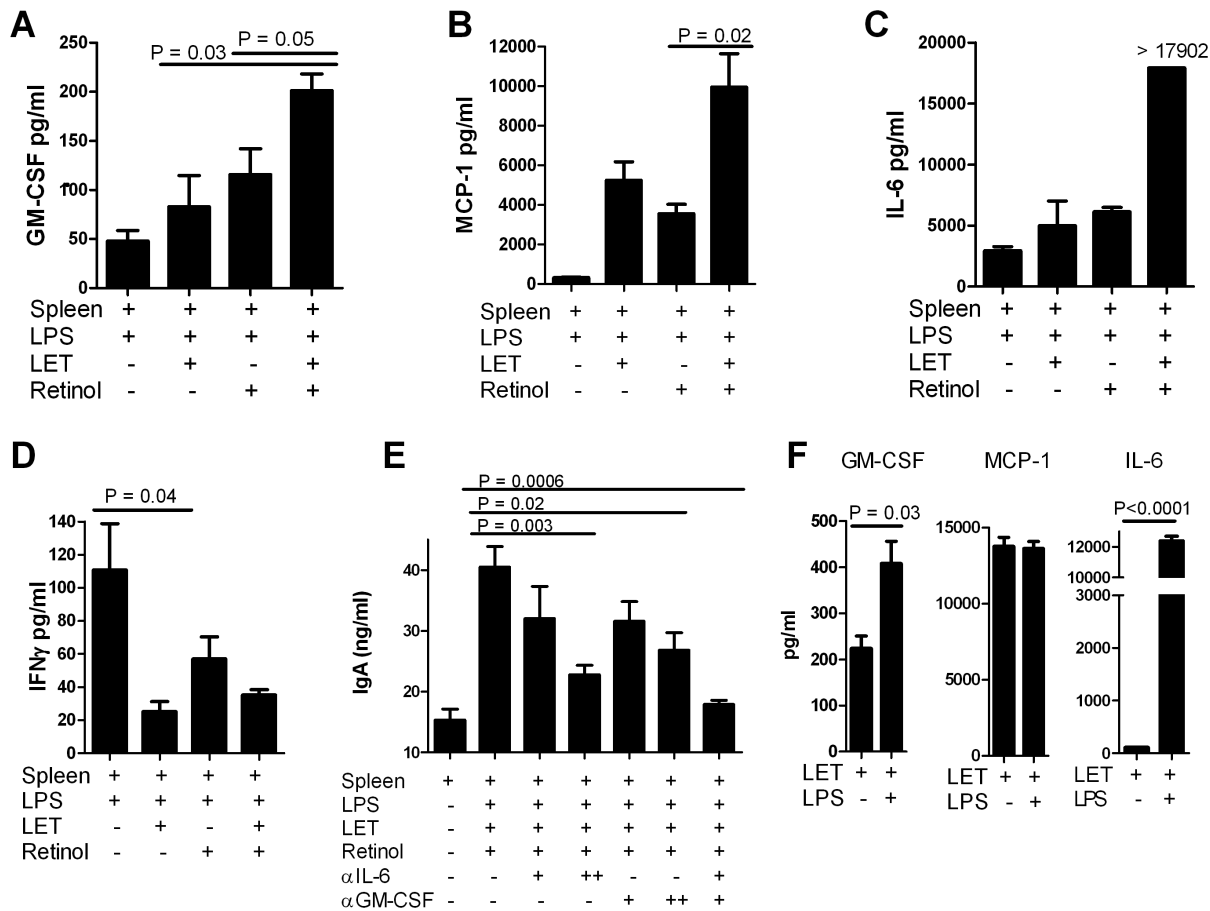 A
P = 0.05
P = 0.03
GM-CSF pg/ml
250
200
150
100
50
0
Spleen + + + +
LPS + + + +
LET - + - +
Retinol - - + +
B
P = 0.02
MCP-1 pg/ml
12000
10000
8000
6000
4000
2000
0
Spleen + + + +
LPS + + + +
LET - + - +
Retinol - - + +
C
> 17902
IL-6 pg/ml
20000
15000
10000
5000
0
Spleen + + + +
LPS + + + +
LET - + - +
Retinol - - + +
D
P = 0.04
IFNγ pg/ml
140
120
100
80
60
40
20
0
Spleen + + + +
LPS + + + +
LET - + - +
Retinol - - + +
E
P = 0.0006
P = 0.02
P = 0.003
IgA (ng/ml)
40
30
20
10
Spleen + + + + + + +
LPS - + + + + + +
LET - + + + + + +
Retinol - + + + + + +
αIL-6 - - + ++ - - +
αGM-CSF - - - - + ++ +
F
GM-CSF
P = 0.03
pg/ml
500
400
300
200
100
0
LET + +
LPS - +
MCP-1
15000
10000
5000
0
LET + +
LPS - +
IL-6
P<0.0001
12000
10000
3000
2000
1000
0
LET + +
LPS - +